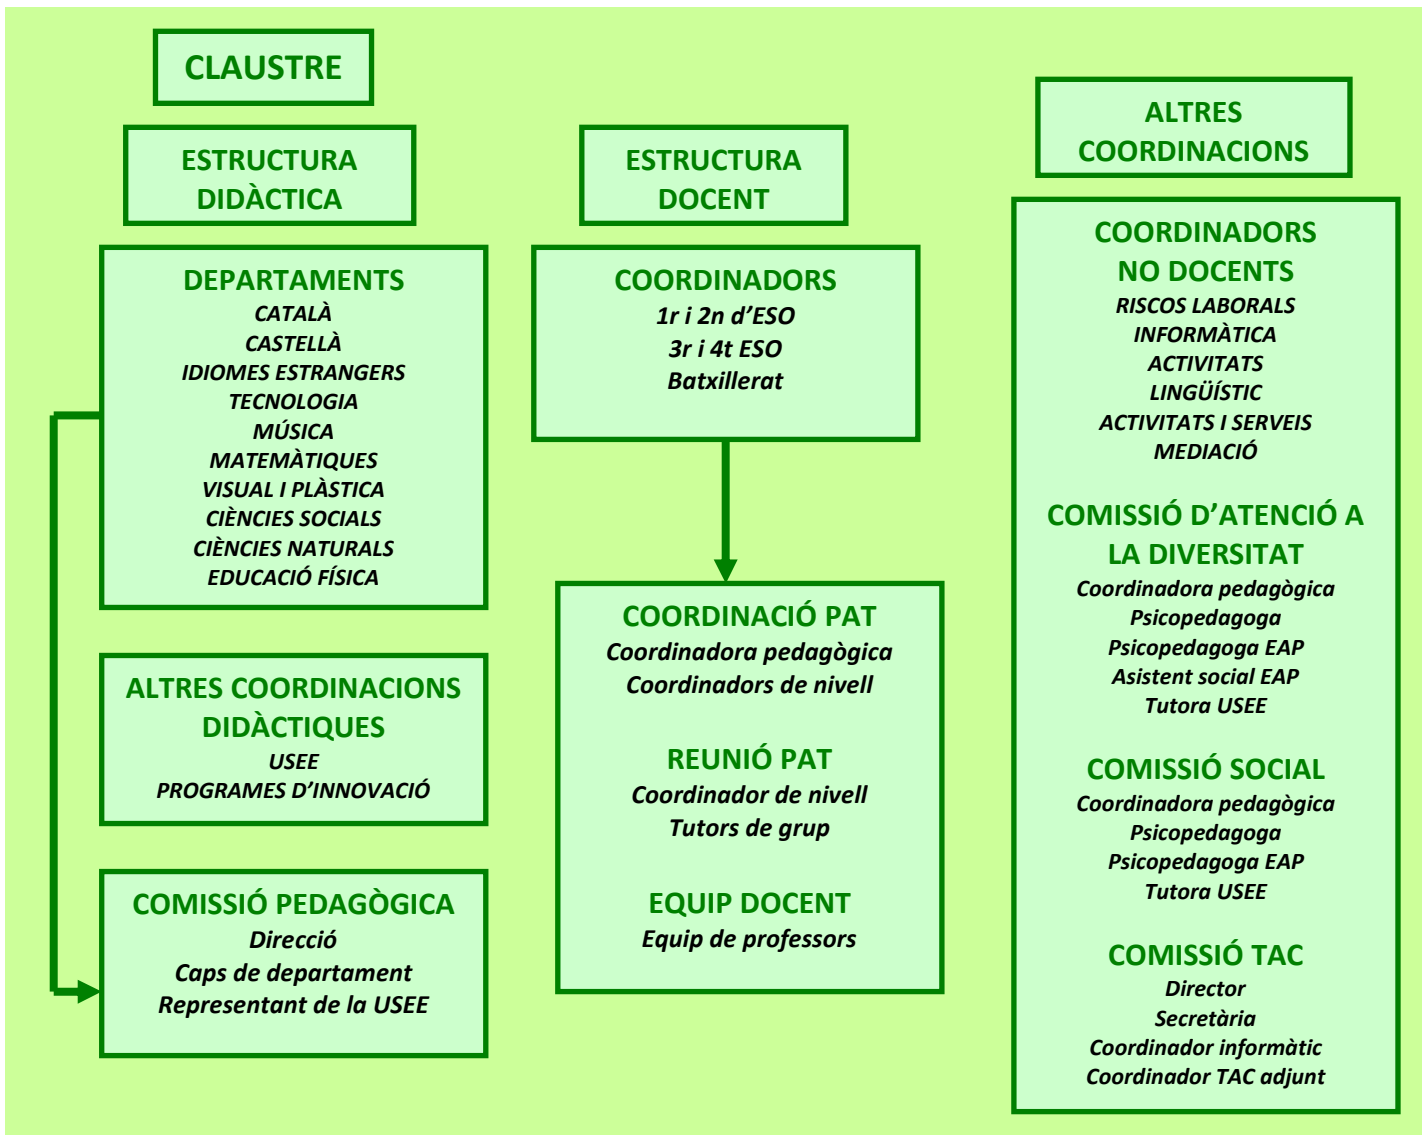 CLAUSTRE
ESTRUCTURA
DIDÀCTICA
DEPARTAMENTS
CATALÀ
CASTELLÀ
IDIOMES ESTRANGERS
TECNOLOGIA
MÚSICA
MATEMÀTIQUES
VISUAL I PLÀSTICA
CIÈNCIES SOCIALS
CIÈNCIES NATURALS
EDUCACIÓ FÍSICA
ALTRES COORDINACIONS
DIDÀCTIQUES
USEE
PROGRAMES D’INNOVACIÓ
COMISSIÓ PEDAGÒGICA
Direcció
Caps de departament
Representant de la USEE
ESTRUCTURA
DOCENT
COORDINADORS
1r i 2n d’ESO
3r i 4t ESO
Batxillerat
COORDINACIÓ PAT
Coordinadora pedagògica
Coordinadors de nivell
REUNIÓ PAT
Coordinador de nivell
Tutors de grup
EQUIP DOCENT
Equip de professors
ALTRES
COORDINACIONS
COORDINADORS
NO DOCENTS
RISCOS LABORALS
INFORMÀTICA
ACTIVITATS
LINGÜÍSTIC
ACTIVITATS I SERVEIS
MEDIACIÓ
COMISSIÓ D’ATENCIÓ A
LA DIVERSITAT
Coordinadora pedagògica
Psicopedagoga
Psicopedagoga EAP
Asistent social EAP
Tutora USEE
COMISSIÓ SOCIAL
Coordinadora pedagògica
Psicopedagoga
Psicopedagoga EAP
Tutora USEE
COMISSIÓ TAC
Director
Secretària
Coordinador informàtic
Coordinador TAC adjunt